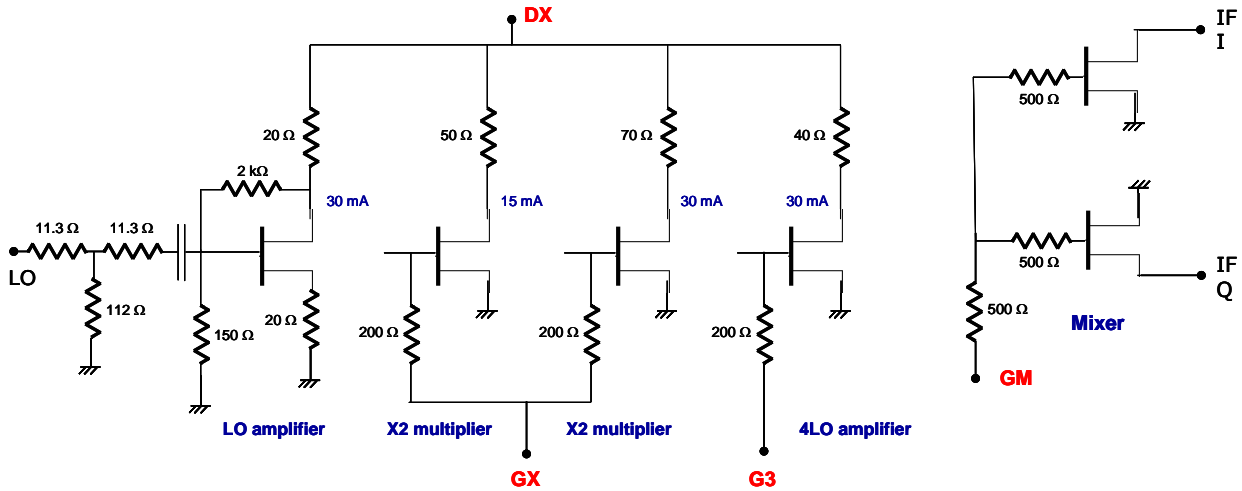 DX
IF
I
500 Ω
20 Ω
50 Ω
70 Ω
40 Ω
2 kΩ
30 mA
15 mA
30 mA
30 mA
11.3 Ω
11.3 Ω
LO
112 Ω
150 Ω
20 Ω
200 Ω
200 Ω
200 Ω
500 Ω
IF
Q
500 Ω
Mixer
GM
LO amplifier
X2 multiplier
X2 multiplier
4LO amplifier
GX
G3